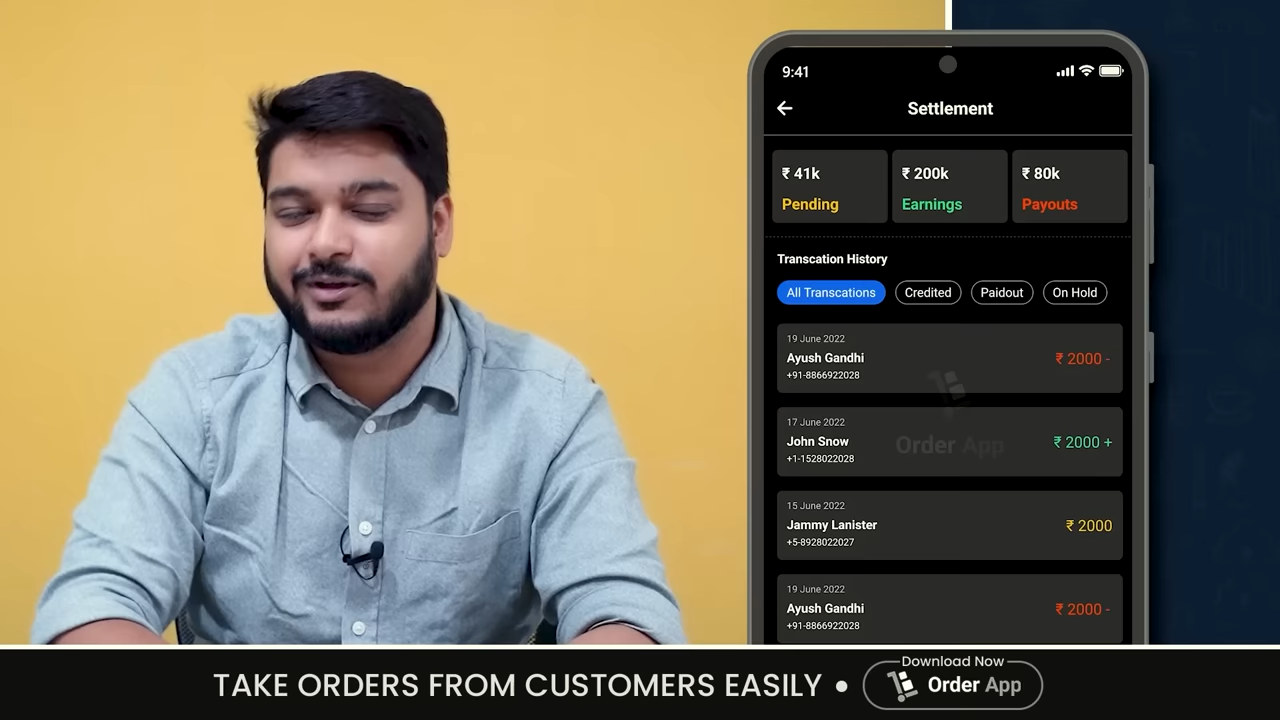 9:41
Settlement
₹ 41k
Pending
₹ 200k
Earnings
₹ 80k
Payouts
Transcation History
All Transcations
Credited
Paidout
On Hold
19 June 2022
Ayush Gandhi
+91-8866922028
₹ 2000 -
17 June 2022
John Snow
+1-1528022028
₹ 2000 +
Order App
15 June 2022
Jammy Lanister
+5-8928022027
₹ 2000
19 June 2022
Ayush Gandhi
+91-8866922028
₹ 2000 -
TAKE ORDERS FROM CUSTOMERS EASILY •
Download Now
Order App